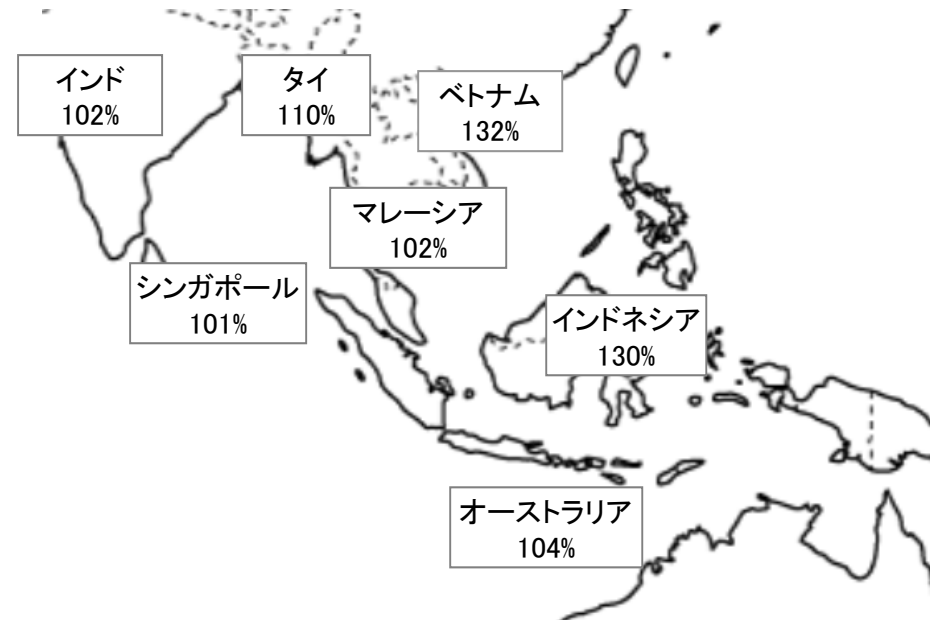 インド
102%
タイ
110%
ベトナム
132%
マレーシア
102%
シンガポール
101%
インドネシア
130%
オーストラリア
104%